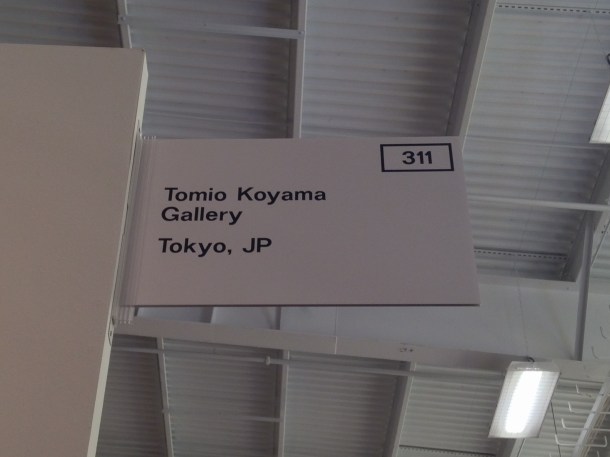 311
Tomio Koyama
Gallery
Tokyo, JP